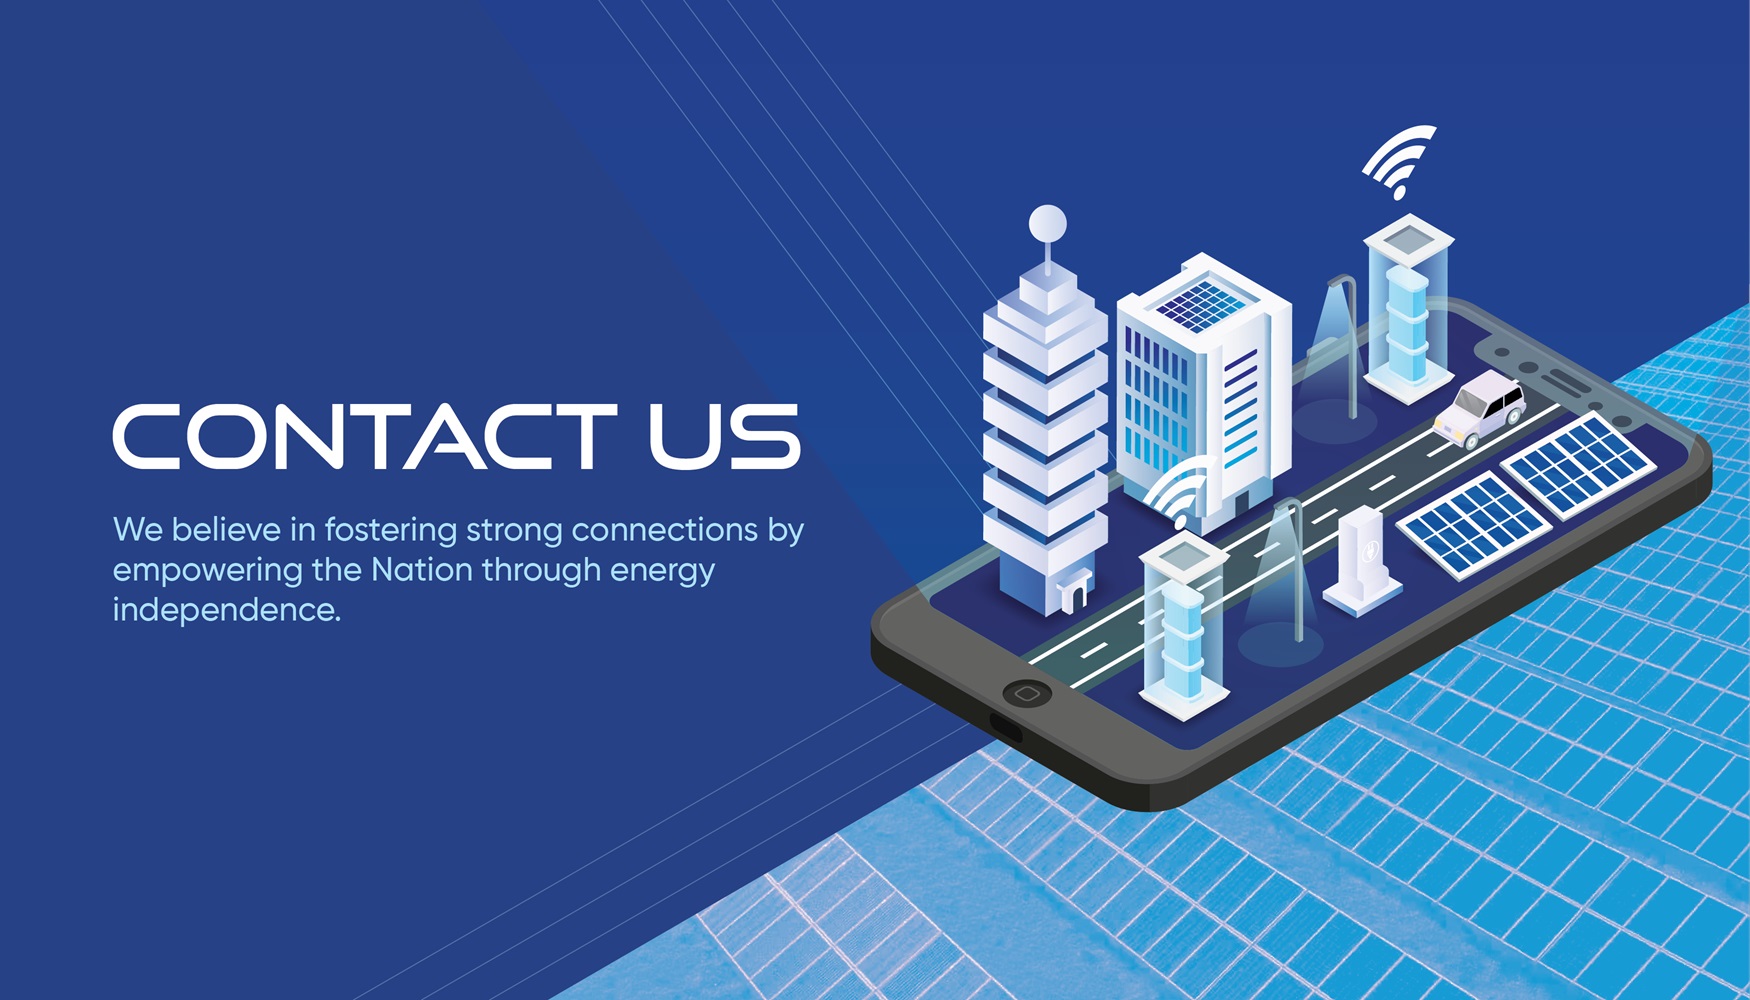 CONTACT US
We believe in fostering strong connections by
empowering the Nation through energy
independence.